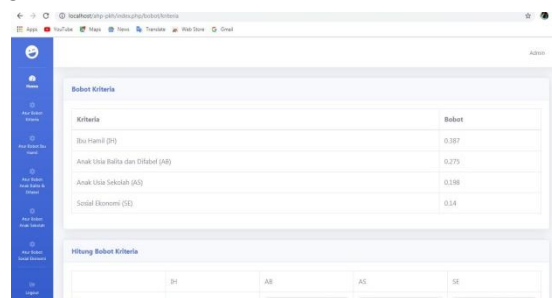 localhost/ahp-pkh/index.php/bobot/kriteria
Apps YouTube Maps News Translate Web Store Gmail
Admin
Home
Atur Bobot Kriteria
Atur Bobot Ibu Hamil
Atur Bobot Anak Balita & Difabel
Atur Bobot Anak Sekolah
Atur Bobot Sosial Ekonomi
Logout
Bobot Kriteria
Kriteria Bobot
Ibu Hamil (IH) 0.387
Anak Usia Balita dan Difabel (AB) 0.275
Anak Usia Sekolah (AS) 0.198
Sosial Ekonomi (SE) 0.14
Hitung Bobot Kriteria
IH AB AS SE